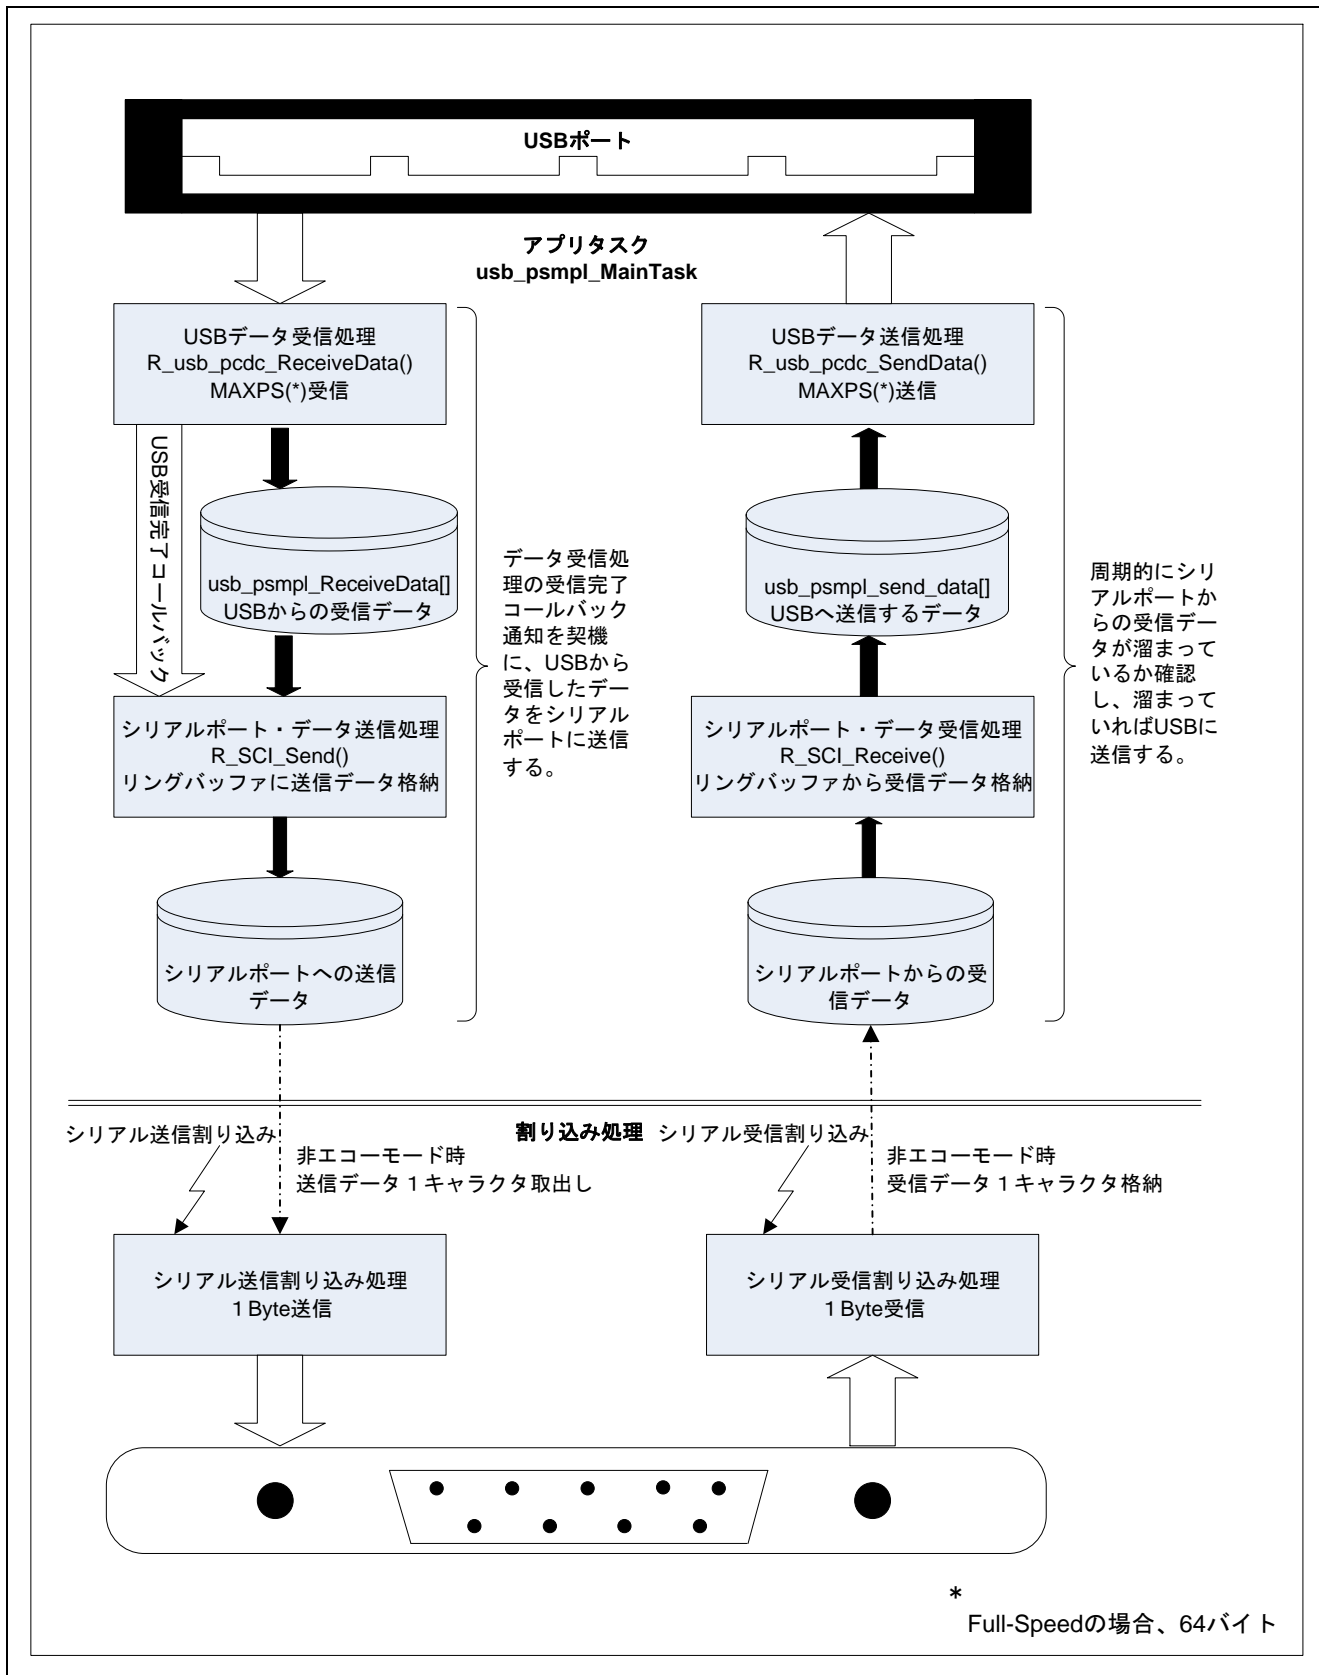 USBポート
アプリタスク
usb_psmpl_MainTask
USBデータ受信処理
R_usb_pcdc_ReceiveData()
MAXPS(*)受信
USB受信完了コールバック
usb_psmpl_ReceiveData[]
USBからの受信データ
シリアルポート・データ送信処理
R_SCI_Send()
リングバッファに送信データ格納
シリアルポートへの送信
データ
データ受信処
理の受信完了
コールバック
通知を契機
に、USBから
受信したデー
タをシリアル
ポートに送信
する。
USBデータ送信処理
R_usb_pcdc_SendData()
MAXPS(*)送信
usb_psmpl_send_data[]
USBへ送信するデータ
シリアルポート・データ受信処理
R_SCI_Receive()
リングバッファから受信データ格納
シリアルポートからの受
信データ
周期的にシリ
アルポートか
らの受信デー
タが溜まって
いるか確認
し、溜まって
いればUSBに
送信する。
割り込み処理
シリアル送信割り込み
非エコーモード時
送信データ１キャラクタ取出し
シリアル送信割り込み処理
１Byte送信
シリアル受信割り込み
非エコーモード時
受信データ１キャラクタ格納
シリアル受信割り込み処理
１Byte受信
*
Full-Speedの場合、64バイト